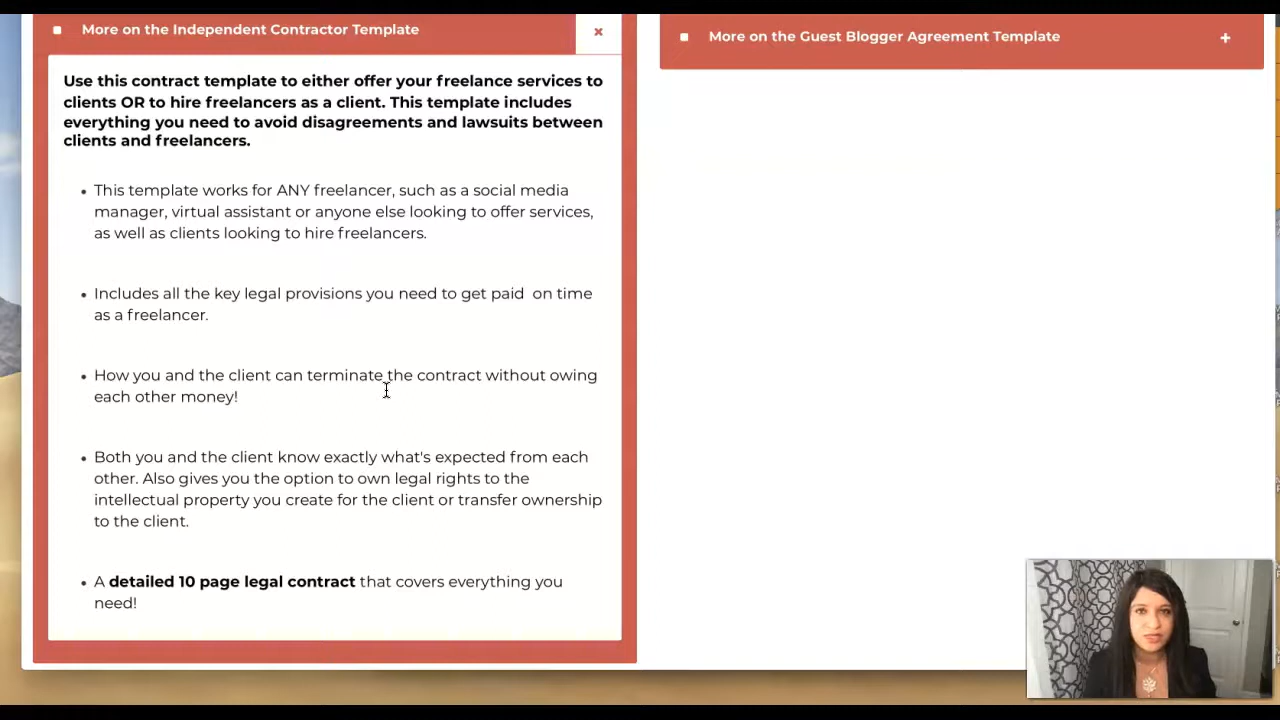 More on the Independent Contractor Template
Use this contract template to either offer your freelance services to
clients OR to hire freelancers as a client. This template includes
everything you need to avoid disagreements and lawsuits between
clients and freelancers.
• This template works for ANY freelancer, such as a social media
manager, virtual assistant or anyone else looking to offer services,
as well as clients looking to hire freelancers.
• Includes all the key legal provisions you need to get paid  on time
as a freelancer.
• How you and the client can terminate the contract without owing
each other money!
• Both you and the client know exactly what's expected from each
other. Also gives you the option to own legal rights to the
intellectual property you create for the client or transfer ownership
to the client.
• A detailed 10 page legal contract that covers everything you
need!
More on the Guest Blogger Agreement Template